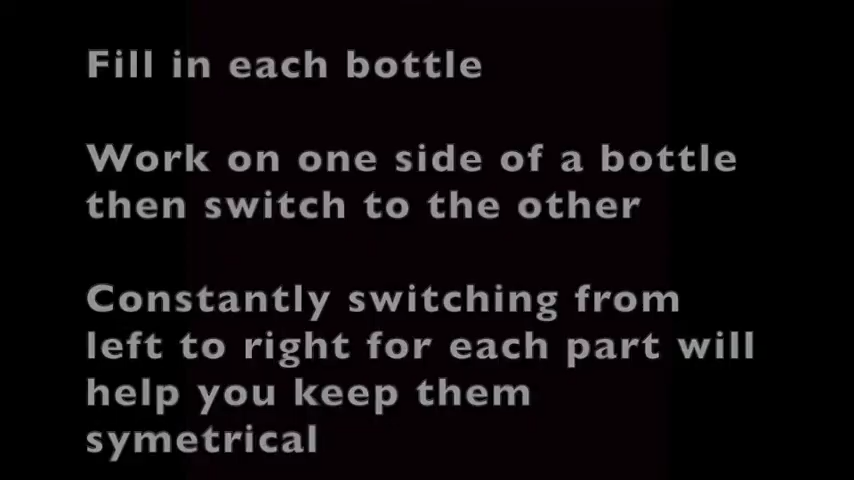 Fill in each bottle
Work on one side of a bottle
then switch to the other
Constantly switching from
left to right for each part will
help you keep them
symetrical